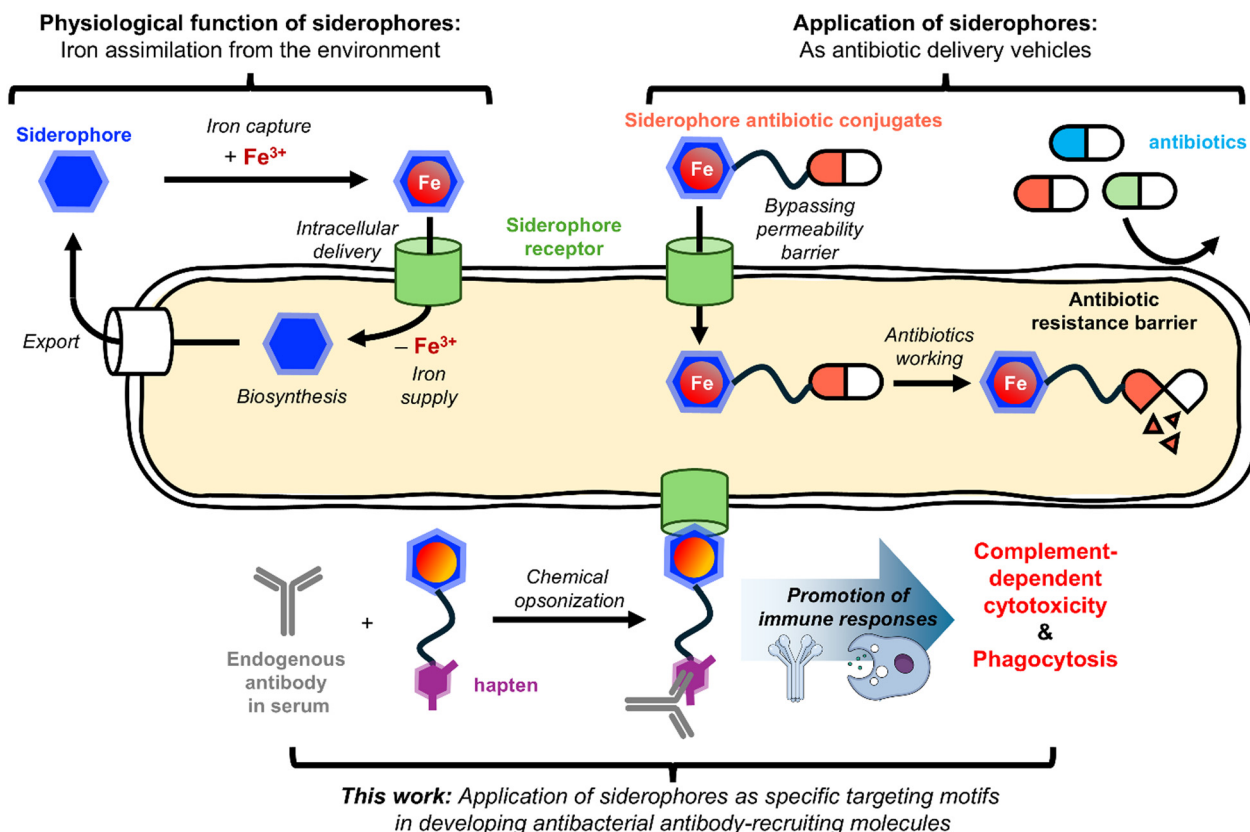 Physiological function of siderophores:
Iron assimilation from the environment
Application of siderophores:
As antibiotic delivery vehicles
Siderophore
Iron capture
+ Fe³⁺
Fe
Intracellular
delivery
Siderophore
receptor
Siderophore antibiotic conjugates
Fe
Bypassing
permeability
barrier
antibiotics
Export
Biosynthesis
– Fe³⁺
Iron
supply
Fe
Antibiotics
working
Antibiotic
resistance barrier
Fe
Endogenous
antibody
in serum
+
hapten
Chemical
opsonization
Promotion of
immune responses
Complement-
dependent
cytotoxicity
&
Phagocytosis
This work: Application of siderophores as specific targeting motifs
in developing antibacterial antibody-recruiting molecules